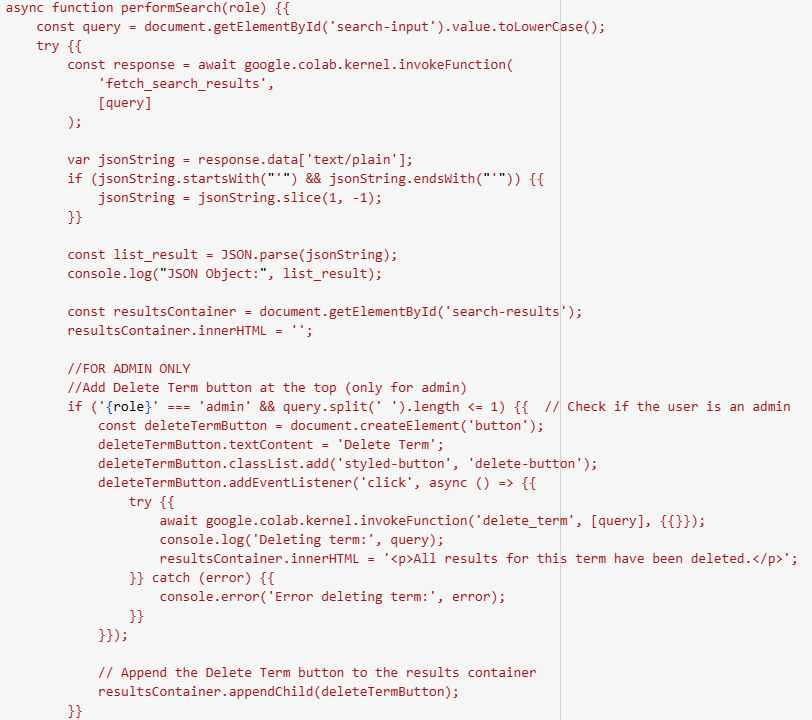 async function performSearch(role) {{
    const query = document.getElementById('search-input').value.toLowerCase();
    try {{
        const response = await google.colab.kernel.invokeFunction(
            'fetch_search_results',
            [query]
        );

        var jsonString = response.data['text/plain'];
        if (jsonString.startsWith("'") && jsonString.endsWith("'")) {{
            jsonString = jsonString.slice(1, -1);
        }}

        const list_result = JSON.parse(jsonString);
        console.log("JSON Object:", list_result);

        const resultsContainer = document.getElementById('search-results');
        resultsContainer.innerHTML = '';

        //FOR ADMIN ONLY
        //Add Delete Term button at the top (only for admin)
        if ('{role}' === 'admin' && query.split(' ').length <= 1) {{  // Check if the user is an admin
            const deleteTermButton = document.createElement('button');
            deleteTermButton.textContent = 'Delete Term';
            deleteTermButton.classList.add('styled-button', 'delete-button');
            deleteTermButton.addEventListener('click', async () => {{
                try {{
                    await google.colab.kernel.invokeFunction('delete_term', [query], {{}});
                    console.log('Deleting term:', query);
                    resultsContainer.innerHTML = '<p>All results for this term have been deleted.</p>';
                }} catch (error) {{
                    console.error('Error deleting term:', error);
                }}
            }});

            // Append the Delete Term button to the results container
            resultsContainer.appendChild(deleteTermButton);
        }}